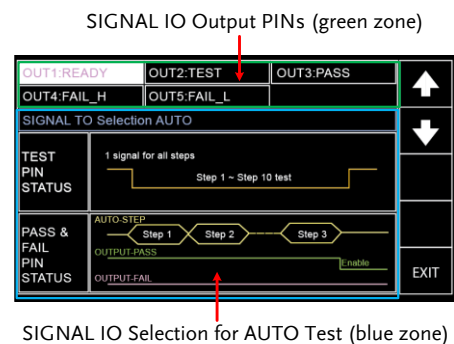 SIGNAL IO Output PINs (green zone)
OUT1:READY OUT2:TEST OUT3:PASS
OUT4:FAIL_H OUT5:FAIL_L
SIGNAL TO Selection AUTO
TEST
PIN
STATUS
1 signal for all steps
Step 1 ~ Step 10 test
PASS &
FAIL
PIN
STATUS
AUTO-STEP
Step 1 Step 2 Step 3
OUTPUT-PASS
Enable
OUTPUT-FAIL
EXIT
SIGNAL IO Selection for AUTO Test (blue zone)